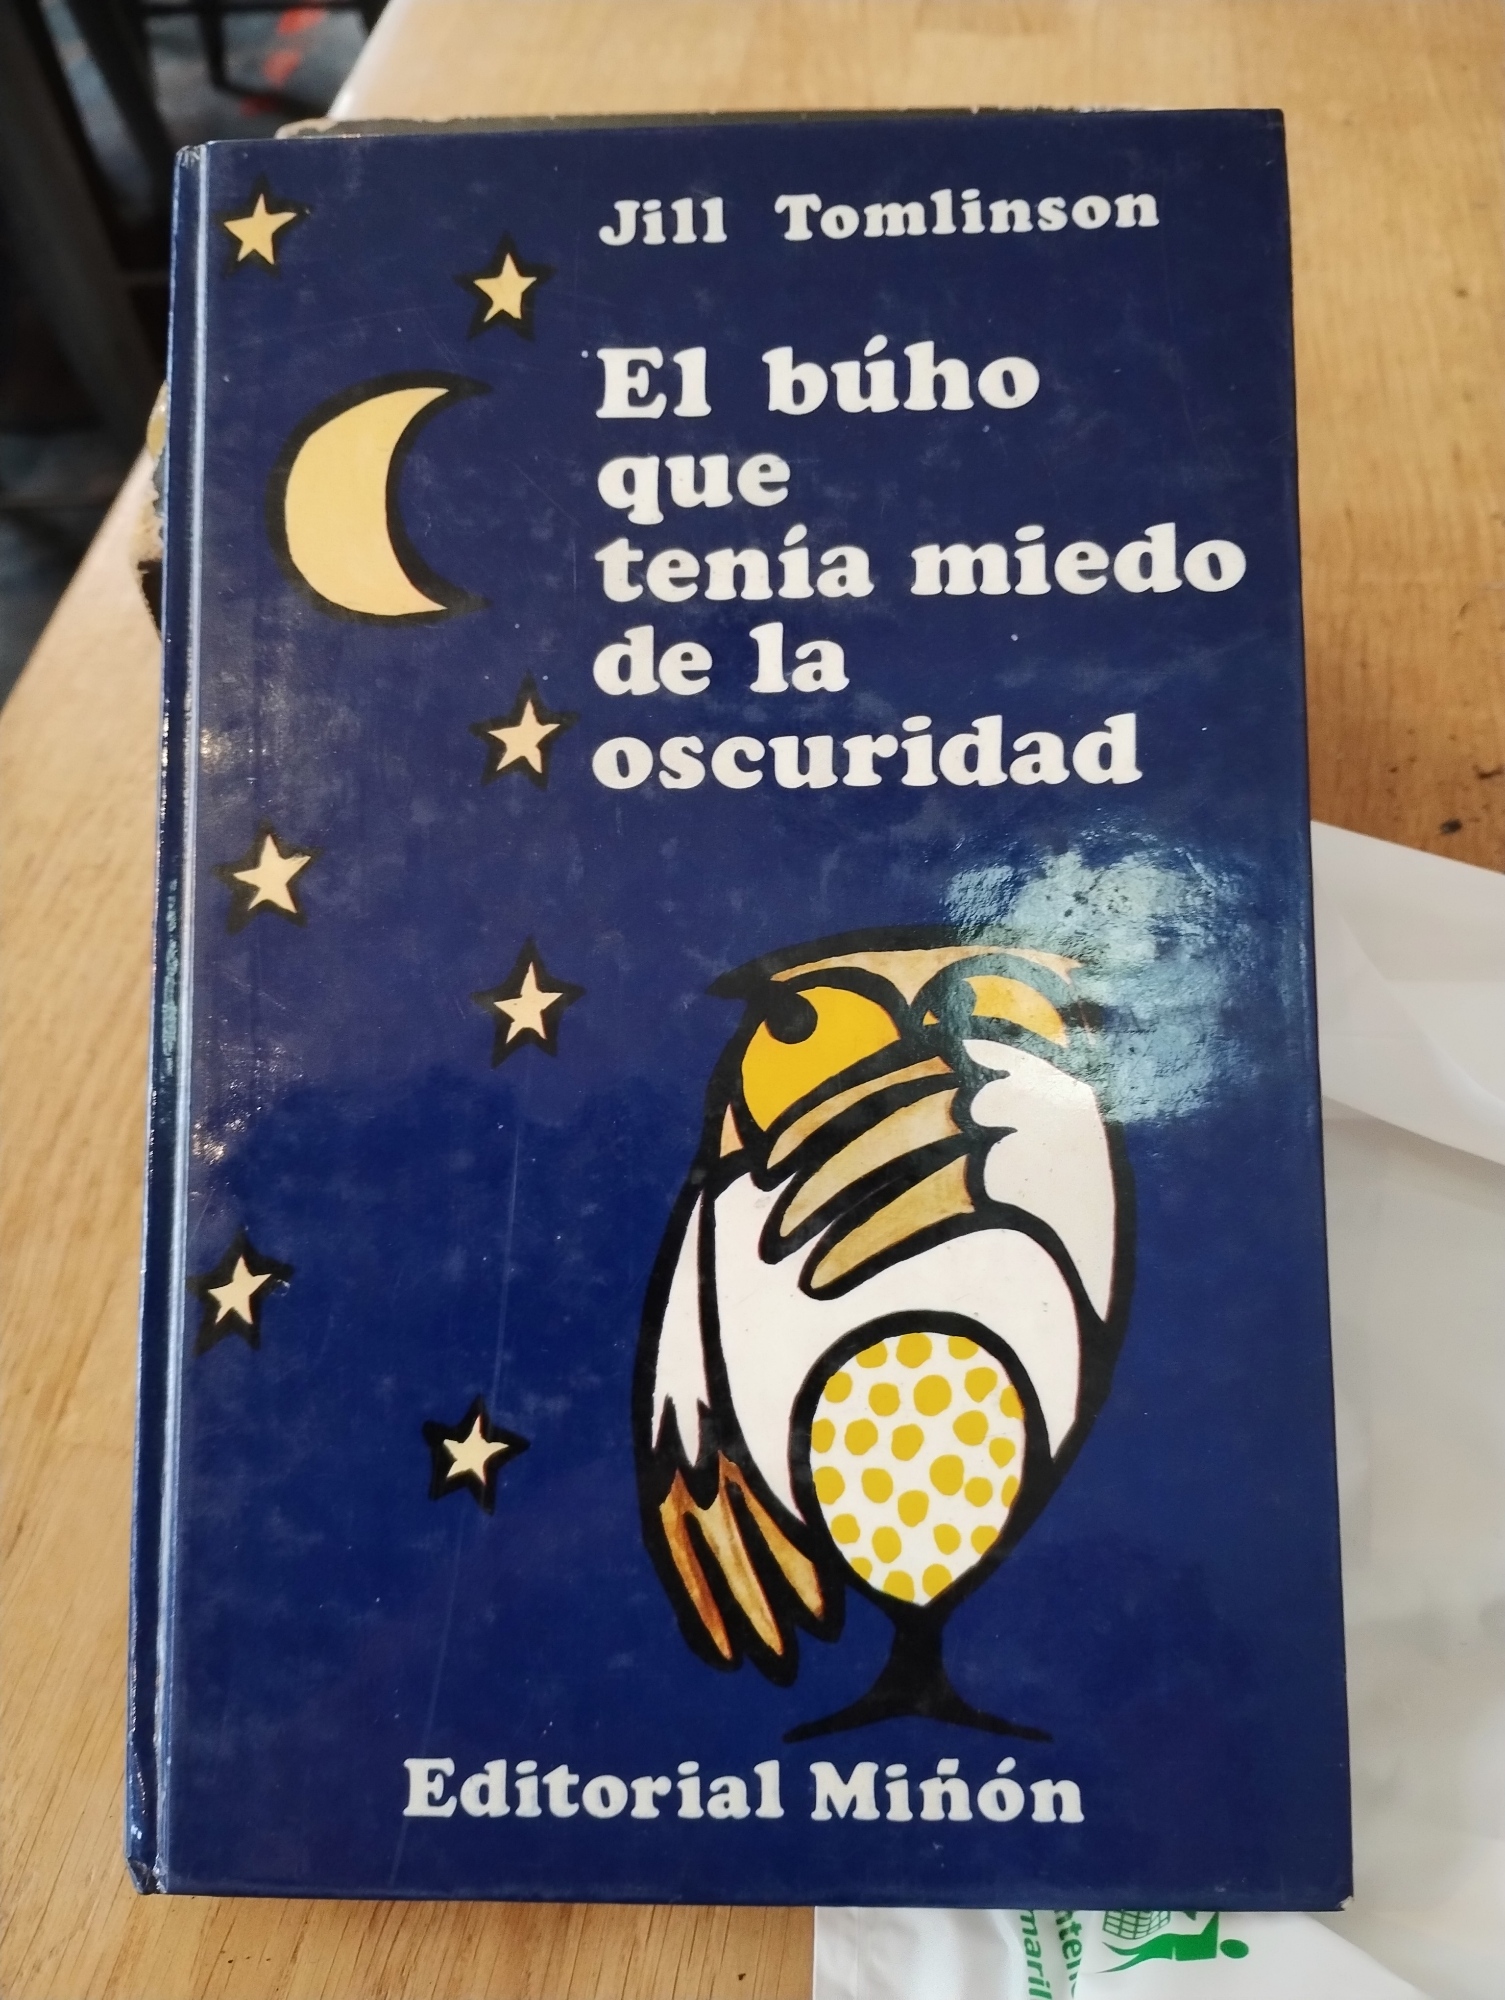 Jill Tomlinson
El búho
que
tenía miedo
de la
oscuridad
Editorial Miñón